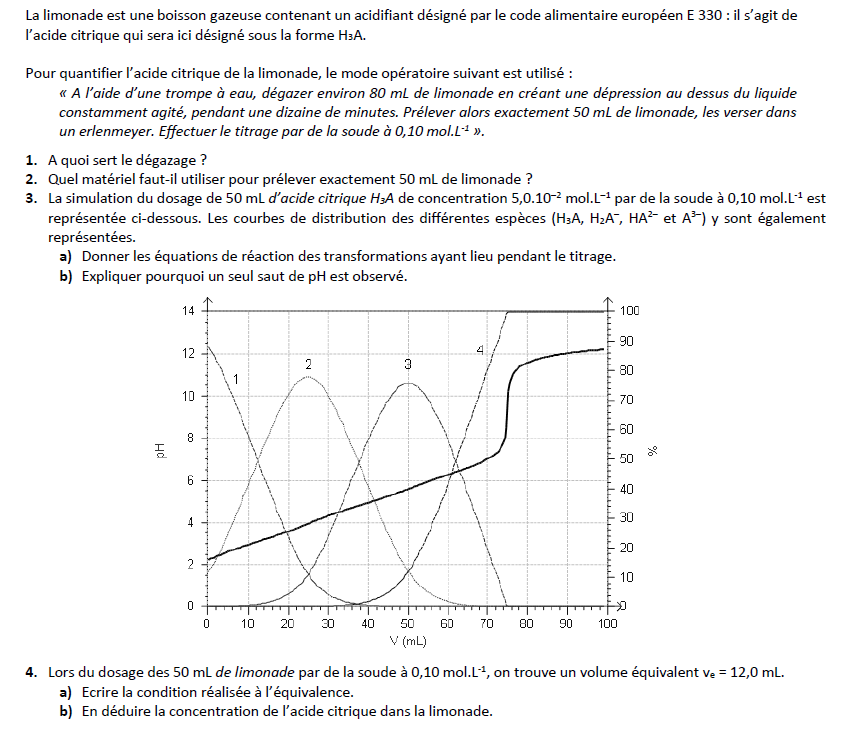 La limonade est une boisson gazeuse contenant un acidifiant désigné par le code alimentaire européen E 330 : il s'agit de
l'acide citrique qui sera ici désigné sous la forme H₃A.
Pour quantifier l'acide citrique de la limonade, le mode opératoire suivant est utilisé :
« A l'aide d'une trompe à eau, dégazer environ 80 mL de limonade en créant une dépression au dessus du liquide
constamment agité, pendant une dizaine de minutes. Prélever alors exactement 50 mL de limonade, les verser dans
un erlenmeyer. Effectuer le titrage par de la soude à 0,10 mol.L⁻¹ ».
1. A quoi sert le dégazage ?
2. Quel matériel faut-il utiliser pour prélever exactement 50 mL de limonade ?
3. La simulation du dosage de 50 mL d'acide citrique H₃A de concentration 5,0.10⁻² mol.L⁻¹ par de la soude à 0,10 mol.L⁻¹ est
représentée ci-dessous. Les courbes de distribution des différentes espèces (H₃A, H₂A⁻, HA²⁻ et A³⁻) y sont également
représentées.
a) Donner les équations de réaction des transformations ayant lieu pendant le titrage.
b) Expliquer pourquoi un seul saut de pH est observé.
14 100
90
12 4 80
1 2 3
10 70
60
8
pH 50 %
6 40
4 30
20
2 10
0 0
0 10 20 30 40 50 60 70 80 90 100
V (mL)
4. Lors du dosage des 50 mL de limonade par de la soude à 0,10 mol.L⁻¹, on trouve un volume équivalent vₑ = 12,0 mL.
a) Ecrire la condition réalisée à l'équivalence.
b) En déduire la concentration de l'acide citrique dans la limonade.